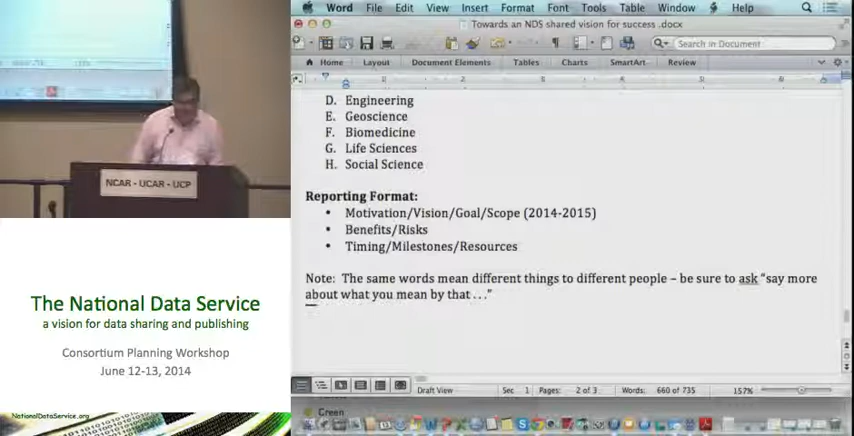 NCAR - UCAR - UCP
The National Data Service
a vision for data sharing and publishing
Consortium Planning Workshop
June 12-13, 2014
NationalDataService.org
Word File Edit View Insert Format Font Tools Table Window Help
Towards an NDS shared vision for success .docx
Search in Document
Home Layout Document Elements Tables Charts SmartArt Review
D. Engineering
E. Geoscience
F. Biomedicine
G. Life Sciences
H. Social Science
Reporting Format:
• Motivation/Vision/Goal/Scope (2014-2015)
• Benefits/Risks
• Timing/Milestones/Resources
Note: The same words mean different things to different people – be sure to ask “say more
about what you mean by that . . .”
Draft View Sec 1 Pages: 2 of 3 Words: 660 of 735 157%
Green